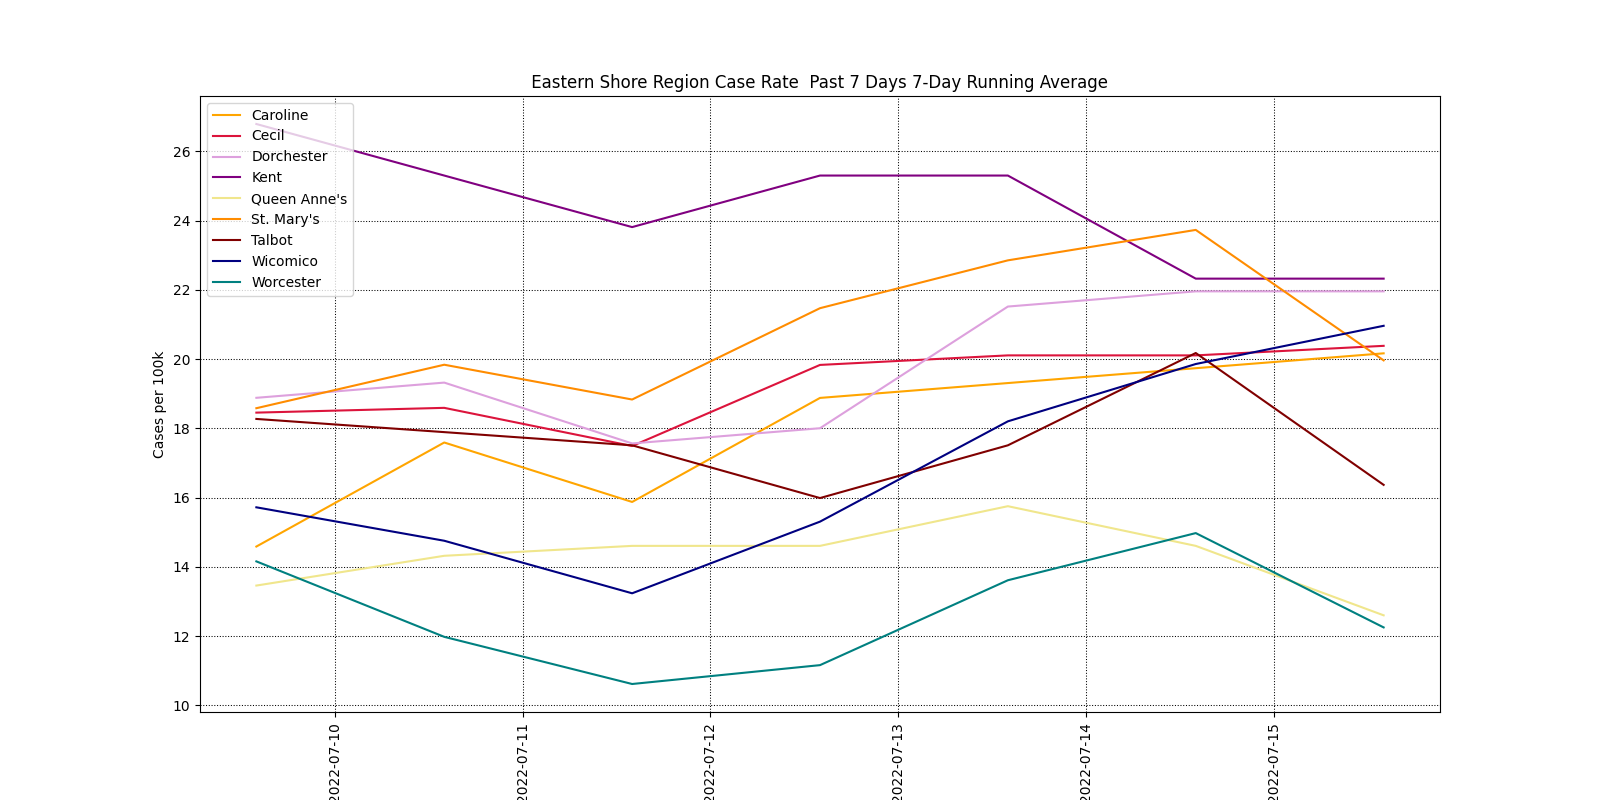 Eastern Shore Region Case Rate  Past 7 Days 7-Day Running Average
Caroline
Cecil
Dorchester
Kent
Queen Anne's
St. Mary's
Talbot
Wicomico
Worcester
Cases per 100k
26
24
22
20
18
16
14
12
10
2022-07-10
2022-07-11
2022-07-12
2022-07-13
2022-07-14
2022-07-15